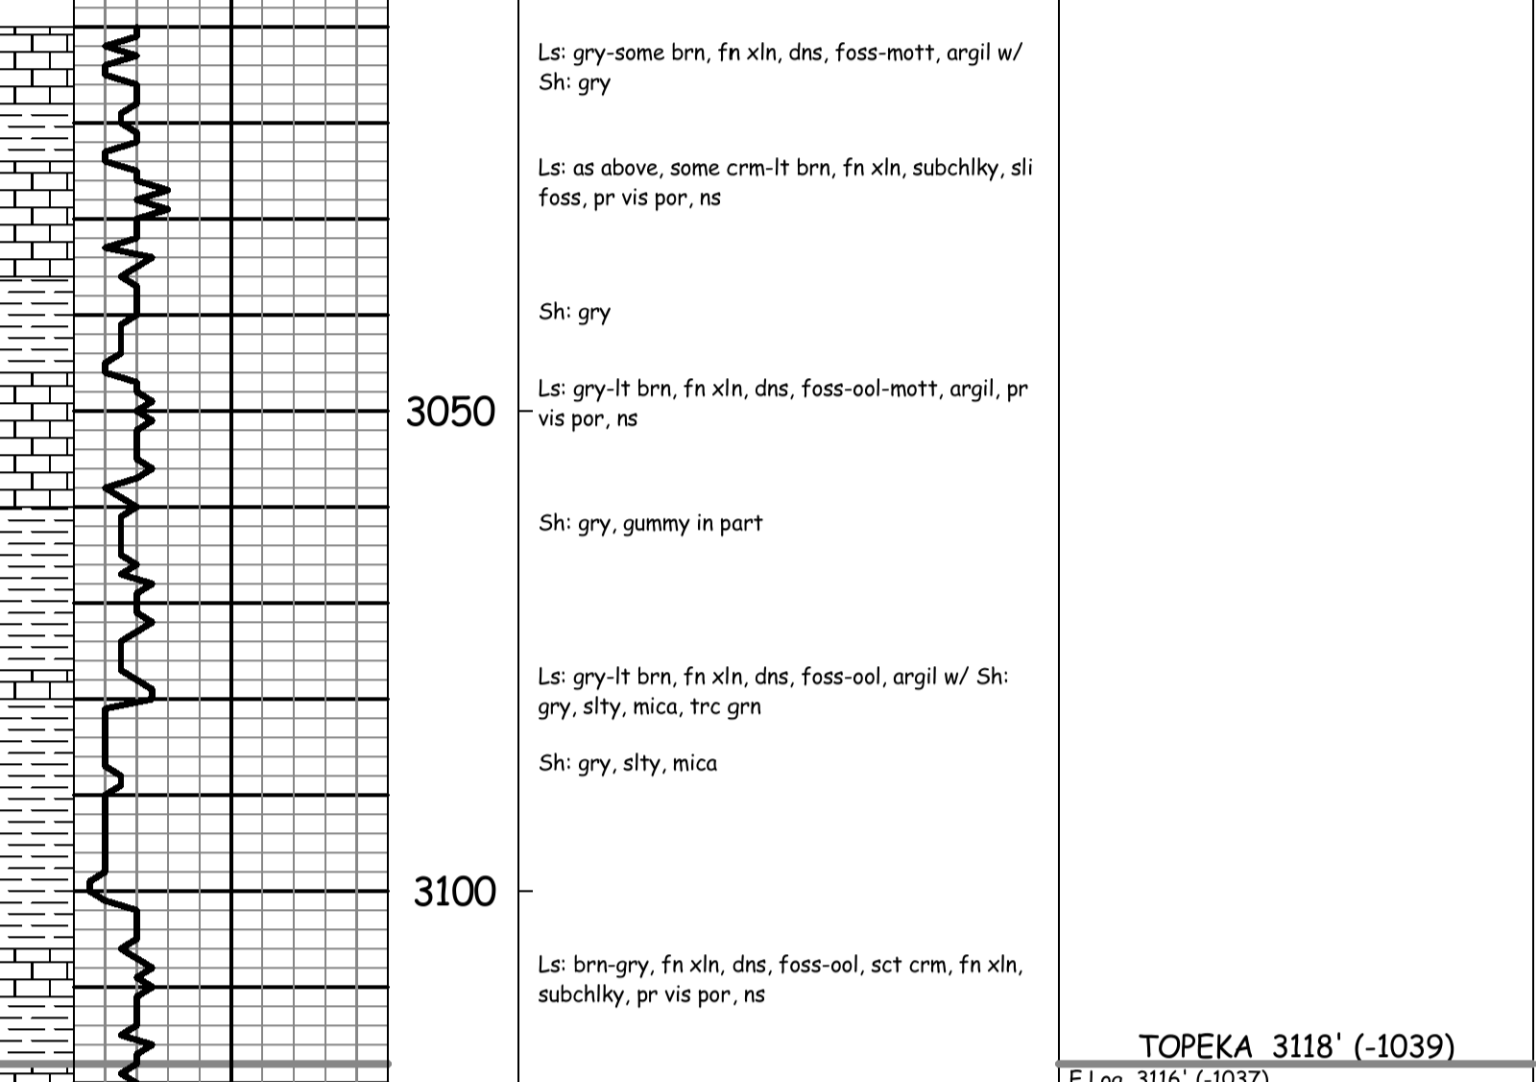 Ls: gry-some brn, fn xln, dns, foss-mott, argil w/
Sh: gry
Ls: as above, some crm-lt brn, fn xln, subchlky, sli
foss, pr vis por, ns
Sh: gry
Ls: gry-lt brn, fn xln, dns, foss-ool-mott, argil, pr
3050
vis por, ns
Sh: gry, gummy in part
Ls: gry-lt brn, fn xln, dns, foss-ool, argil w/ Sh:
gry, slty, mica, trc grn
Sh: gry, slty, mica
3100
Ls: brn-gry, fn xln, dns, foss-ool, sct crm, fn xln,
subchlky, pr vis por, ns
TOPEKA 3118' (-1039)
E Log 3116' (-1037)